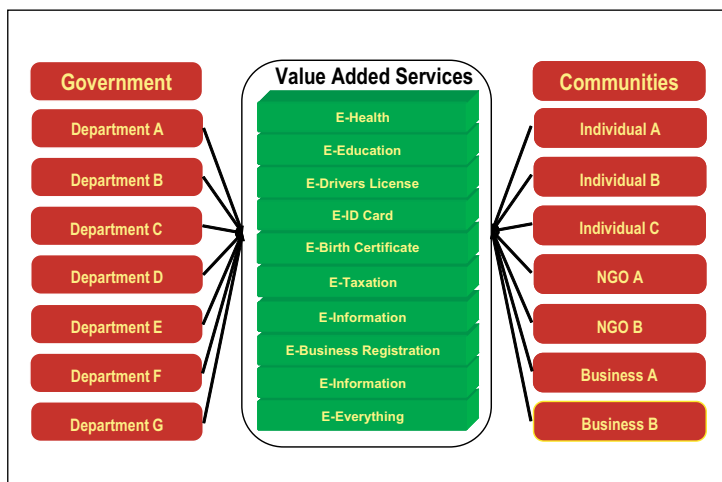 Government
Department A
Department B
Department C
Department D
Department E
Department F
Department G
Value Added Services
E-Health
E-Education
E-Drivers License
E-ID Card
E-Birth Certificate
E-Taxation
E-Information
E-Business Registration
E-Information
E-Everything
Communities
Individual A
Individual B
Individual C
NGO A
NGO B
Business A
Business B